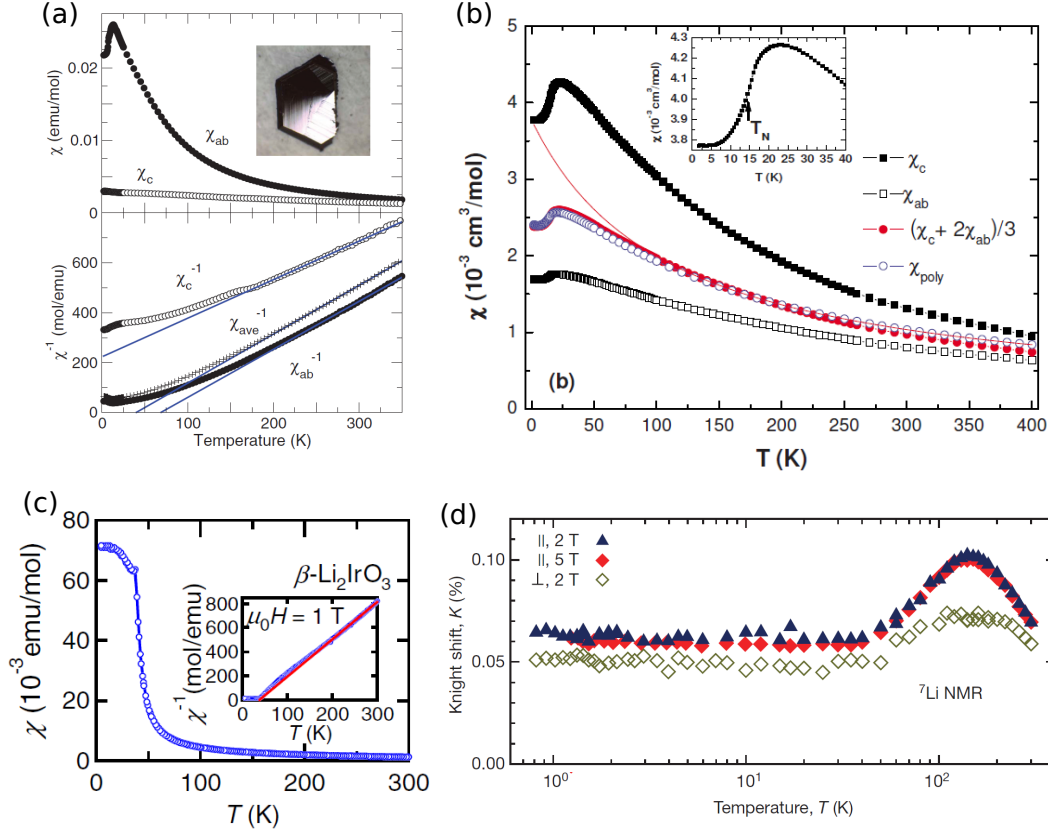 (a)
χ (emu/mol)
0.02
0.01
0
χab
χc
χ⁻¹ (mol/emu)
600
400
200
0
χc⁻¹
χave⁻¹
χab⁻¹
0
100
200
300
Temperature (K)
(b)
χ (10⁻³ cm³/mol)
5
4
3
2
1
0
0
50
100
150
200
250
300
350
400
T (K)
(b)
χ (10⁻³ cm³/mol)
4.3
4.2
4.1
4.0
3.9
3.8
0
5
10
15
20
25
30
35
40
T (K)
TN
χc
χab
(χc+ 2χab)/3
χpoly
(c)
χ (10⁻³ emu/mol)
80
60
40
20
0
0
100
200
300
T (K)
β-Li₂IrO₃
μ₀H = 1 T
χ⁻¹(mol/emu)
800
600
400
200
0
0
100
200
300
T (K)
(d)
|| , 2 T
|| , 5 T
⊥, 2 T
Knight shift, K (%)
0.10
0.05
0.00
⁷Li NMR
10⁰
10¹
10²
Temperature, T (K)